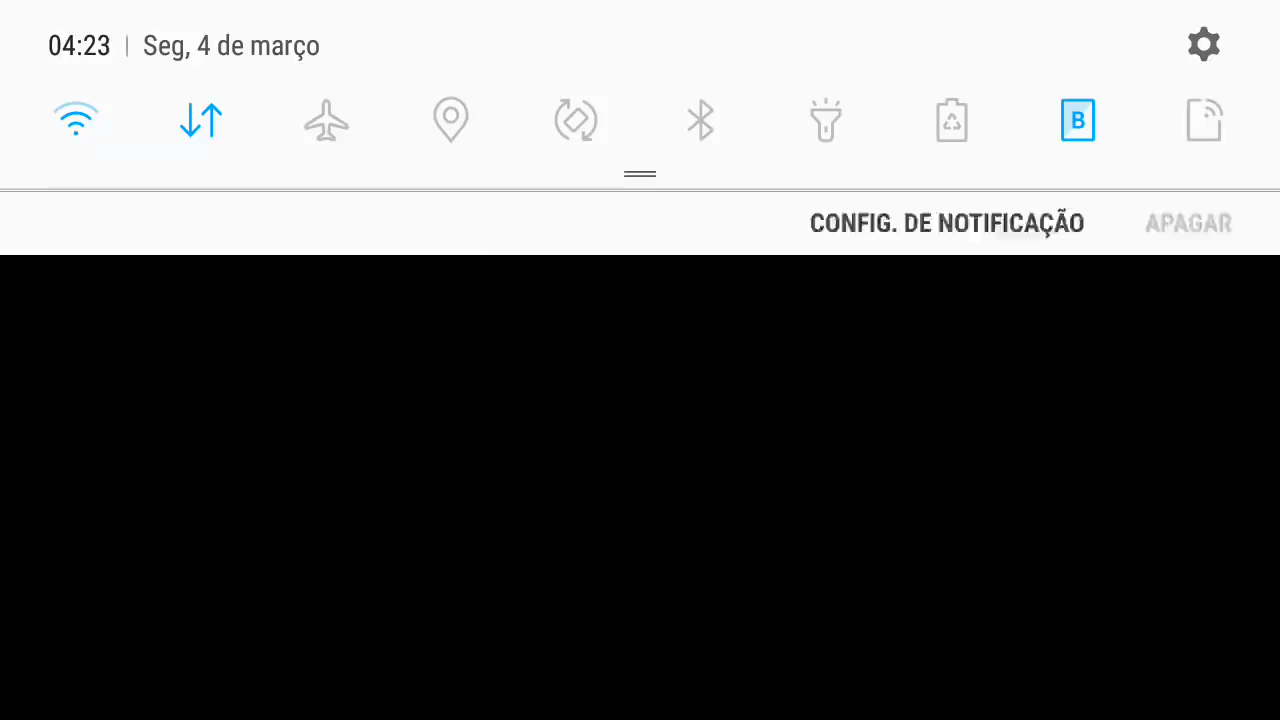 04:23 | Seg, 4 de março
B
CONFIG. DE NOTIFICAÇÃO APAGAR